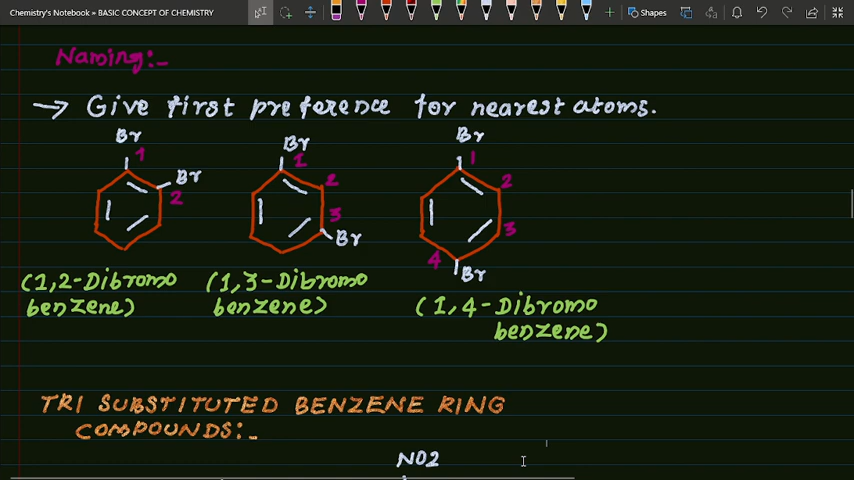 Chemistry's Notebook » BASIC CONCEPT OF CHEMISTRY
Shapes
Naming:-
→ Give first preference for nearest atoms.
Br Br Br
1 1 1
Br 2 2
2 3 3
Br
4
Br
(1,2-Dibromo (1,3-Dibromo (1,4-Dibromo
benzene) benzene) benzene)
TRI SUBSTITUTED BENZENE RING
COMPOUNDS:-
NO2